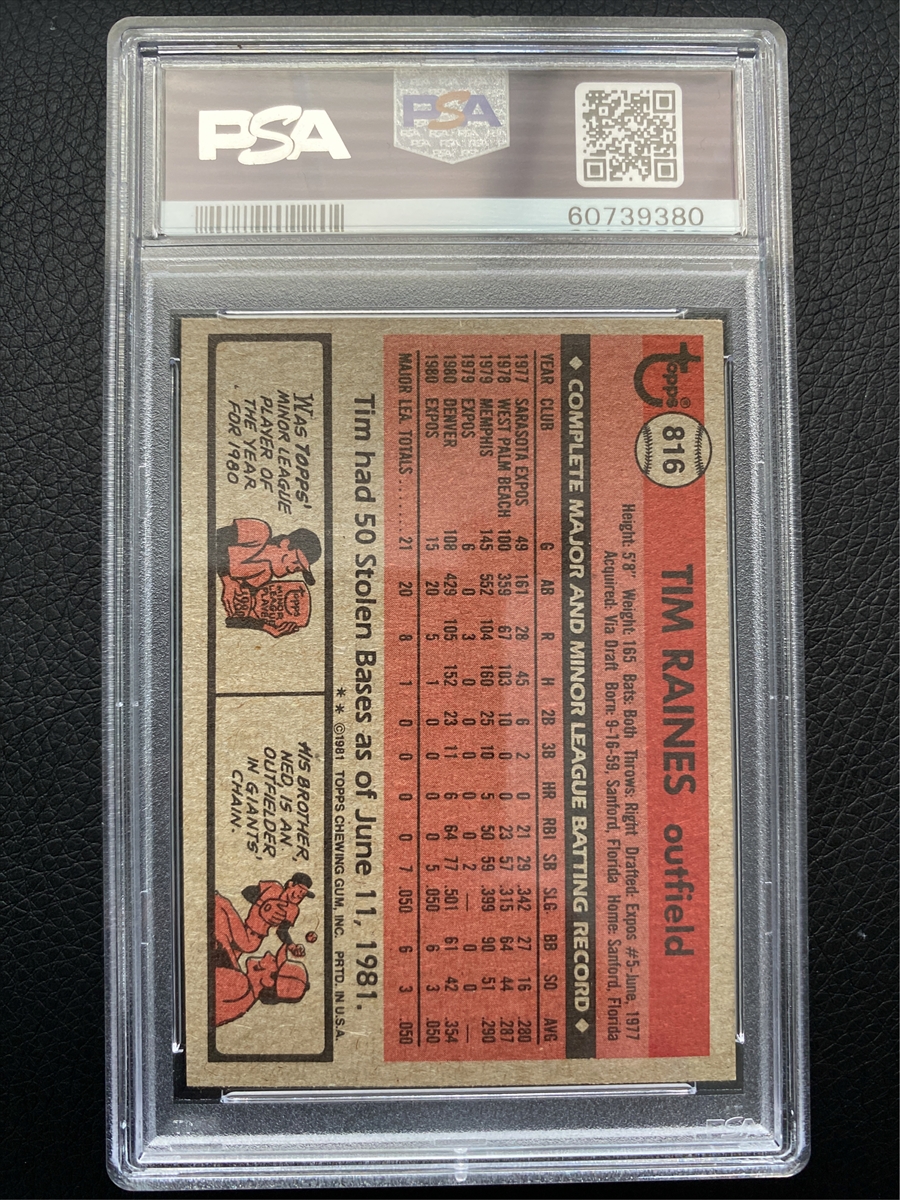 PSA
PSA
60739380
Topps®
816
TIM RAINES outfield
Height: 5'8" Weight: 165 Bats: Both Throws: Right Drafted: Expos #5-June, 1977
Acquired: Via Draft Born: 9-16-59, Sanford, Florida Home: Sanford, Florida
◆ COMPLETE MAJOR AND MINOR LEAGUE BATTING RECORD ◆
YEAR CLUB G AB R H 2B 3B HR RBI SB SLG BB SO AVG
1977 SARASOTA EXPOS 49 161 28 45 6 2 0 21 29 .342 27 16 .280
1978 WEST PALM BEACH 100 359 67 103 10 0 0 23 57 .315 64 44 .287
1979 MEMPHIS 145 552 104 160 25 10 5 50 59 .399 90 51 .290
1979 EXPOS 6 0 3 0 0 0 0 0 2 — 0 0 —
1980 DENVER 108 429 105 152 23 11 6 64 77 .501 61 42 .354
1980 EXPOS 15 20 5 1 0 0 0 0 5 .050 6 3 .050
MAJOR LEA. TOTALS........ 21 20 8 1 0 0 0 0 7 .050 6 3 .050
Tim had 50 Stolen Bases as of June 11, 1981.
* * ©1981 TOPPS CHEWING GUM, INC. PRTD. IN U.S.A.
WAS TOPPS'
MINOR LEAGUE
PLAYER OF
THE YEAR
FOR 1980
TOPPS
MINOR
LEAGUE
PLAYER
1980
HIS BROTHER,
NED, IS AN
OUTFIELDER
IN GIANTS'
CHAIN.